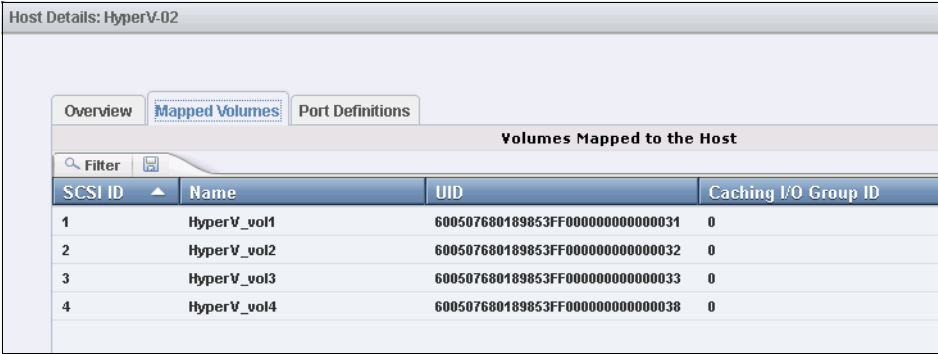 Host Details: HyperV-02
Overview Mapped Volumes Port Definitions
Volumes Mapped to the Host
Filter
SCSI ID Name UID Caching I/O Group ID
1 HyperV_vol1 600507680189853FF000000000000031 0
2 HyperV_vol2 600507680189853FF000000000000032 0
3 HyperV_vol3 600507680189853FF000000000000033 0
4 HyperV_vol4 600507680189853FF000000000000038 0